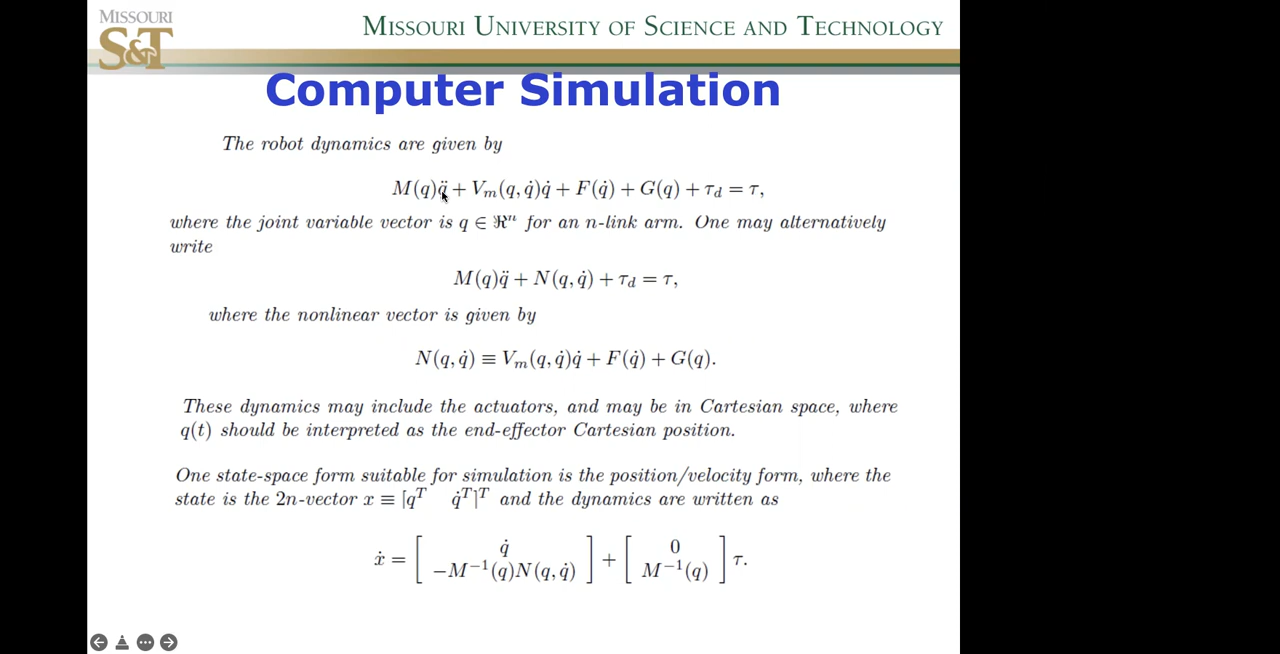 MISSOURI
S&T
MISSOURI UNIVERSITY OF SCIENCE AND TECHNOLOGY
Computer Simulation
The robot dynamics are given by
M(q)q̈ + Vₘ(q, q̇)q̇ + F(q̇) + G(q) + τ_d = τ,
where the joint variable vector is q ∈ ℜⁿ for an n-link arm. One may alternatively
write
M(q)q̈ + N(q, q̇) + τ_d = τ,
where the nonlinear vector is given by
N(q, q̇) ≡ Vₘ(q, q̇)q̇ + F(q̇) + G(q).
These dynamics may include the actuators, and may be in Cartesian space, where
q(t) should be interpreted as the end-effector Cartesian position.
One state-space form suitable for simulation is the position/velocity form, where the
state is the 2n-vector x ≡ [qᵀ q̇ᵀ]ᵀ and the dynamics are written as
ẋ = [ q̇ ; −M⁻¹(q)N(q, q̇) ] + [ 0 ; M⁻¹(q) ] τ.